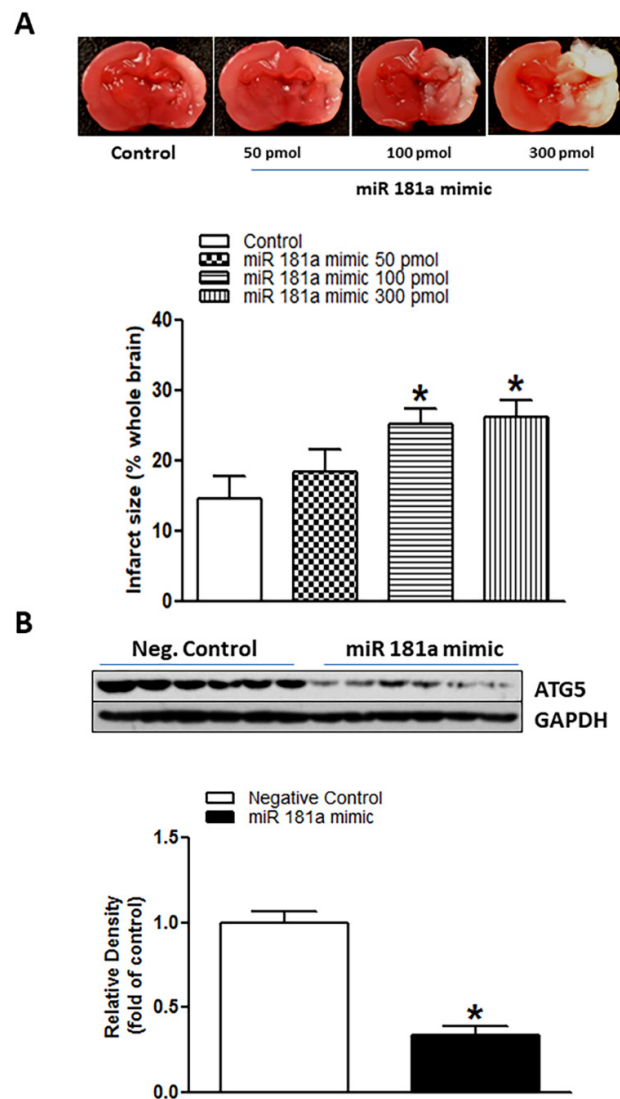 A
Control
50 pmol
100 pmol
300 pmol
miR 181a mimic
Control
miR 181a mimic 50 pmol
miR 181a mimic 100 pmol
miR 181a mimic 300 pmol
Infarct size (% whole brain)
40
30
20
10
0
*
*
B
Neg. Control
miR 181a mimic
ATG5
GAPDH
Negative Control
miR 181a mimic
Relative Density
(fold of control)
1.5
1.0
0.5
0.0
*